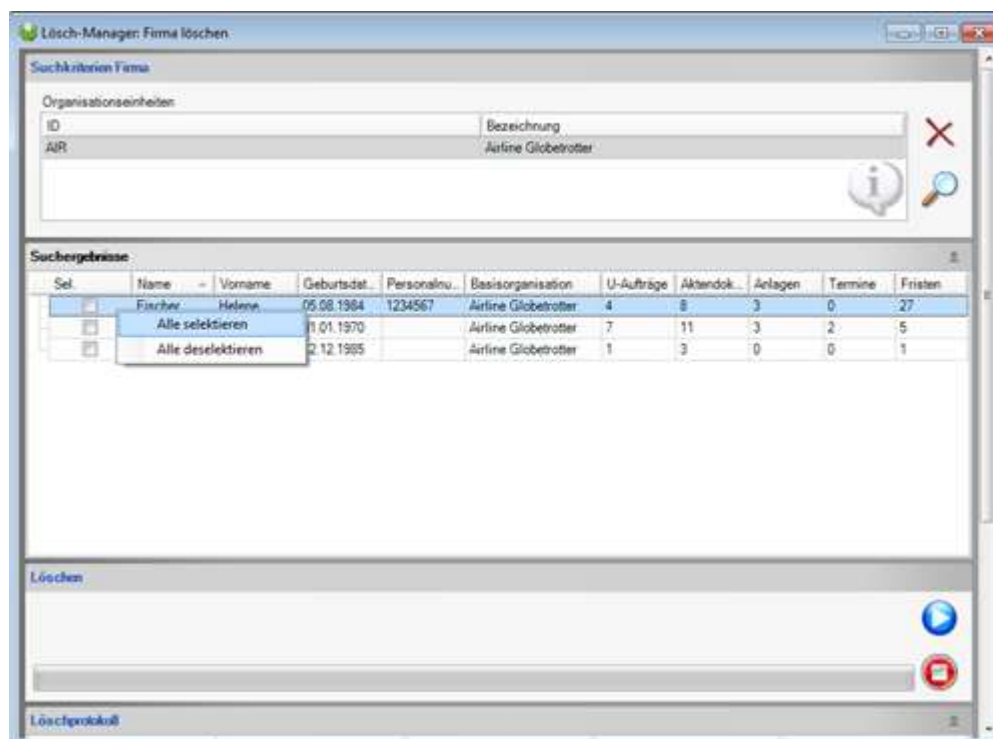 Lösch-Manager: Firma löschen
Suchkriterien Firma
Organisationseinheiten
ID Bezeichnung
AIR Airline Globetrotter
Suchergebnisse
Sel. Name Vorname Geburtsdat... Personalnu... Basisorganisation U-Aufträge Aktendok... Anlagen Termine Fristen
Fischer Helene 05.08.1984 1234567 Airline Globetrotter 4 8 3 0 27
Alle selektieren 1.01.1970 Airline Globetrotter 7 11 3 2 5
Alle deselektieren 2.12.1985 Airline Globetrotter 1 3 0 0 1
Löschen
Löschprotokoll